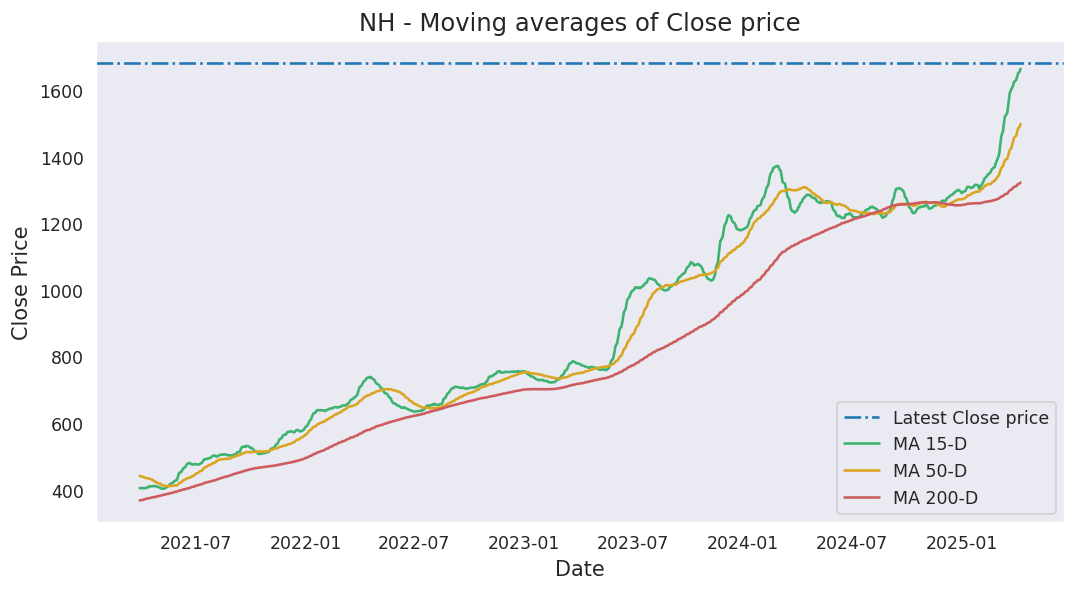 NH - Moving averages of Close price
Close Price
1600
1400
1200
1000
800
600
400
Latest Close price
MA 15-D
MA 50-D
MA 200-D
2021-07 2022-01 2022-07 2023-01 2023-07 2024-01 2024-07 2025-01
Date